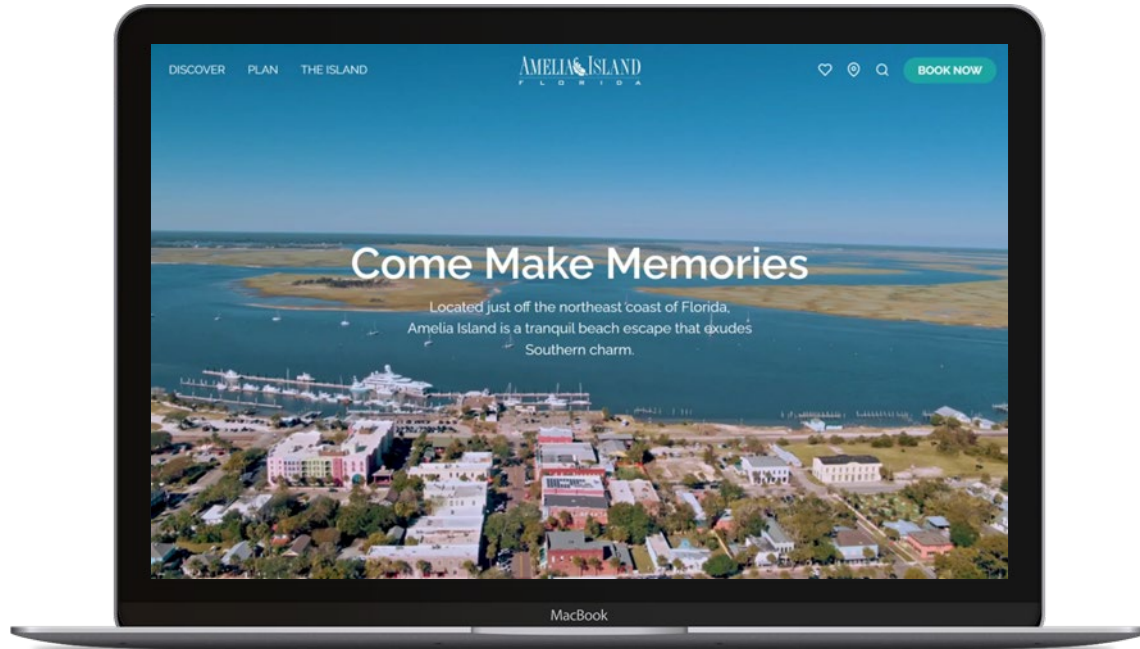 DISCOVER PLAN THE ISLAND
AMELIA ISLAND
FLORIDA
BOOK NOW
Come Make Memories
Located just off the northeast coast of Florida,
Amelia Island is a tranquil beach escape that exudes
Southern charm.
MacBook